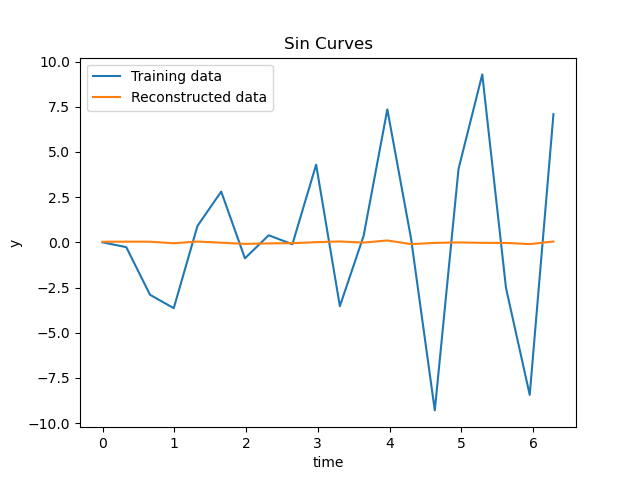 Sin Curves
Training data
Reconstructed data
10.0
7.5
5.0
2.5
0.0
−2.5
−5.0
−7.5
−10.0
y
0 1 2 3 4 5 6
time